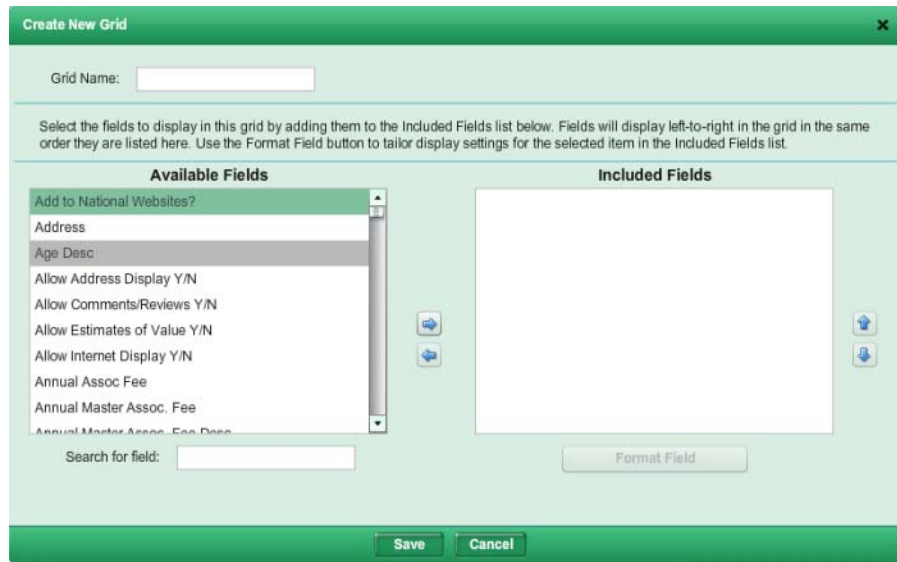 Create New Grid
Grid Name:
Select the fields to display in this grid by adding them to the Included Fields list below. Fields will display left-to-right in the grid in the same
order they are listed here. Use the Format Field button to tailor display settings for the selected item in the Included Fields list.
Available Fields
Included Fields
Add to National Websites?
Address
Age Desc
Allow Address Display Y/N
Allow Comments/Reviews Y/N
Allow Estimates of Value Y/N
Allow Internet Display Y/N
Annual Assoc Fee
Annual Master Assoc. Fee
Annual Master Assoc. Fee Desc
Search for field:
Format Field
Save
Cancel